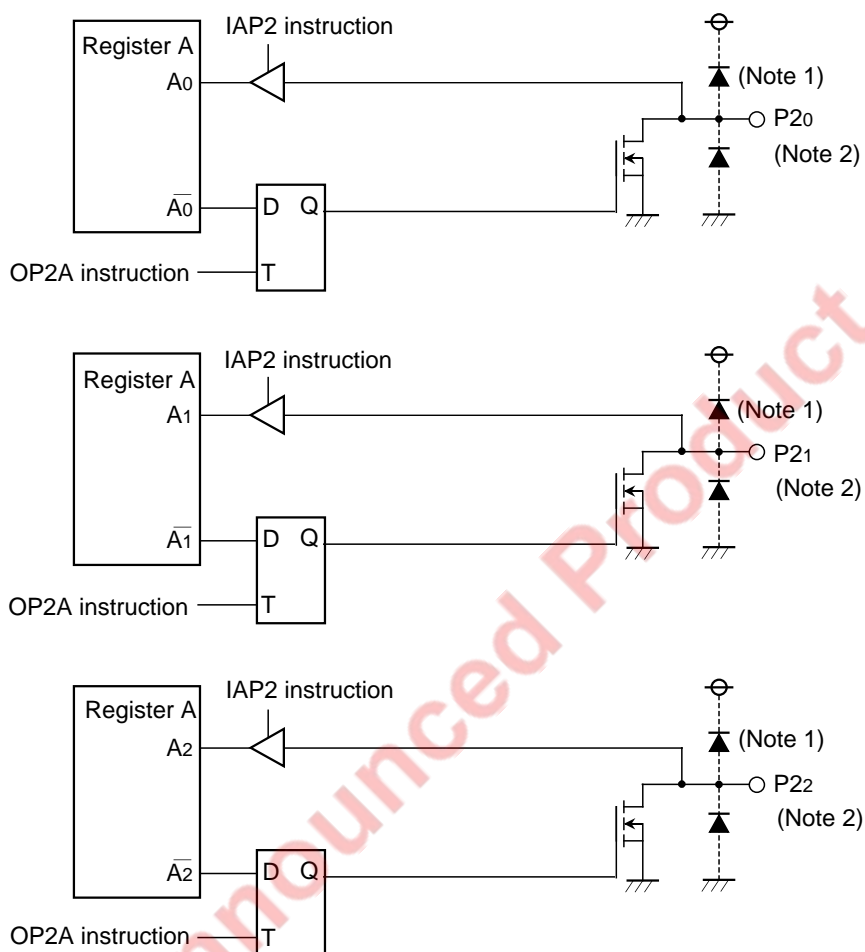 IAP2 instruction
Register A
A0
(Note 1)
P20
(Note 2)
A0
D Q
OP2A instruction
T
IAP2 instruction
Register A
A1
(Note 1)
P21
(Note 2)
A1
D Q
OP2A instruction
T
IAP2 instruction
Register A
A2
(Note 1)
P22
(Note 2)
A2
D Q
OP2A instruction
T
nnounced Product